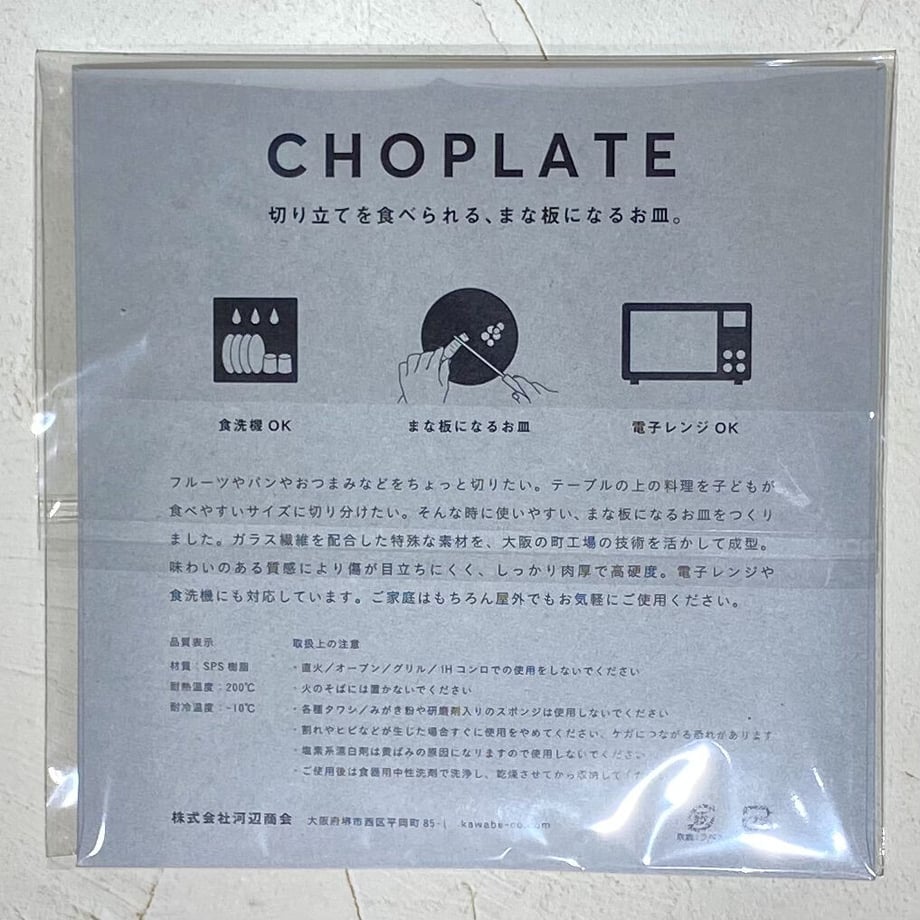 CHOPLATE
切り立てを食べられる、まな板になるお皿。
食洗機 OK
まな板になるお皿
電子レンジ OK
フルーツやパンやおつまみなどをちょっと切りたい。テーブルの上の料理を子どもが
食べやすいサイズに切り分けたい。そんな時に使いやすい、まな板になるお皿をつくり
ました。ガラス繊維を配合した特殊な素材を、大阪の町工場の技術を活かして成型。
味わいのある質感により傷が目立ちにくく、しっかり肉厚で高硬度。電子レンジや
食洗機にも対応しています。ご家庭はもちろん屋外でもお気軽にご使用ください。
品質表示
材質：SPS 樹脂
耐熱温度：200℃
耐冷温度：-10℃
取扱上の注意
・直火／オーブン／グリル／IH コンロでの使用をしないでください
・火のそばには置かないでください
・各種タワシ／みがき粉や研磨剤入りのスポンジは使用しないでください
・割れやヒビなどが生じた場合すぐに使用をやめてください、ケガにつながる恐れがあります
・塩素系漂白剤は黄ばみの原因になりますので使用しないでください
・ご使用後は食器用中性洗剤で洗浄し、乾燥させてから収納して
株式会社河辺商会 大阪府堺市西区平岡町 85- kawabe-co.com